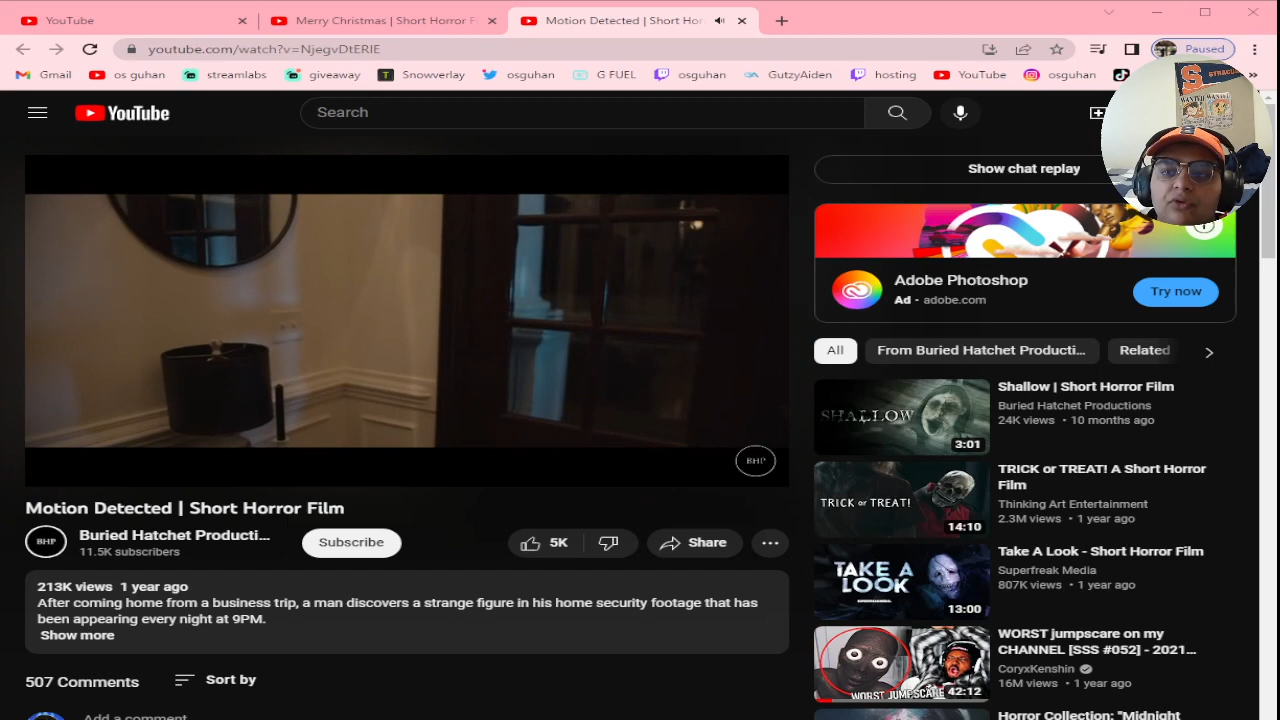 YouTube
Merry Christmas | Short Horror F
Motion Detected | Short Hor
youtube.com/watch?v=NjegvDtERlE
Paused
Gmail
os guhan
streamlabs
giveaway
Snowverlay
osguhan
G FUEL
osguhan
GutzyAiden
hosting
YouTube
osguhan
YouTube
Search
Show chat replay
WANTED WANTED
Adobe Photoshop
Ad · adobe.com
Try now
All
From Buried Hatchet Producti...
Related
BHP
SHALLOW
3:01
Shallow | Short Horror Film
Buried Hatchet Productions
24K views • 10 months ago
TRICK or TREAT!
14:10
TRICK or TREAT! A Short Horror
Film
Thinking Art Entertainment
2.3M views • 1 year ago
TAKE A
LOOK
13:00
Take A Look - Short Horror Film
Superfreak Media
807K views • 1 year ago
WORST JUMPSCARE
42:12
WORST jumpscare on my
CHANNEL [SSS #052] - 2021...
CoryxKenshin
16M views • 1 year ago
Horror Collection: "Midnight
Motion Detected | Short Horror Film
BHP
Buried Hatchet Producti...
11.5K subscribers
Subscribe
5K
Share
213K views 1 year ago
After coming home from a business trip, a man discovers a strange figure in his home security footage that has
been appearing every night at 9PM.
Show more
507 Comments
Sort by
Add a comment